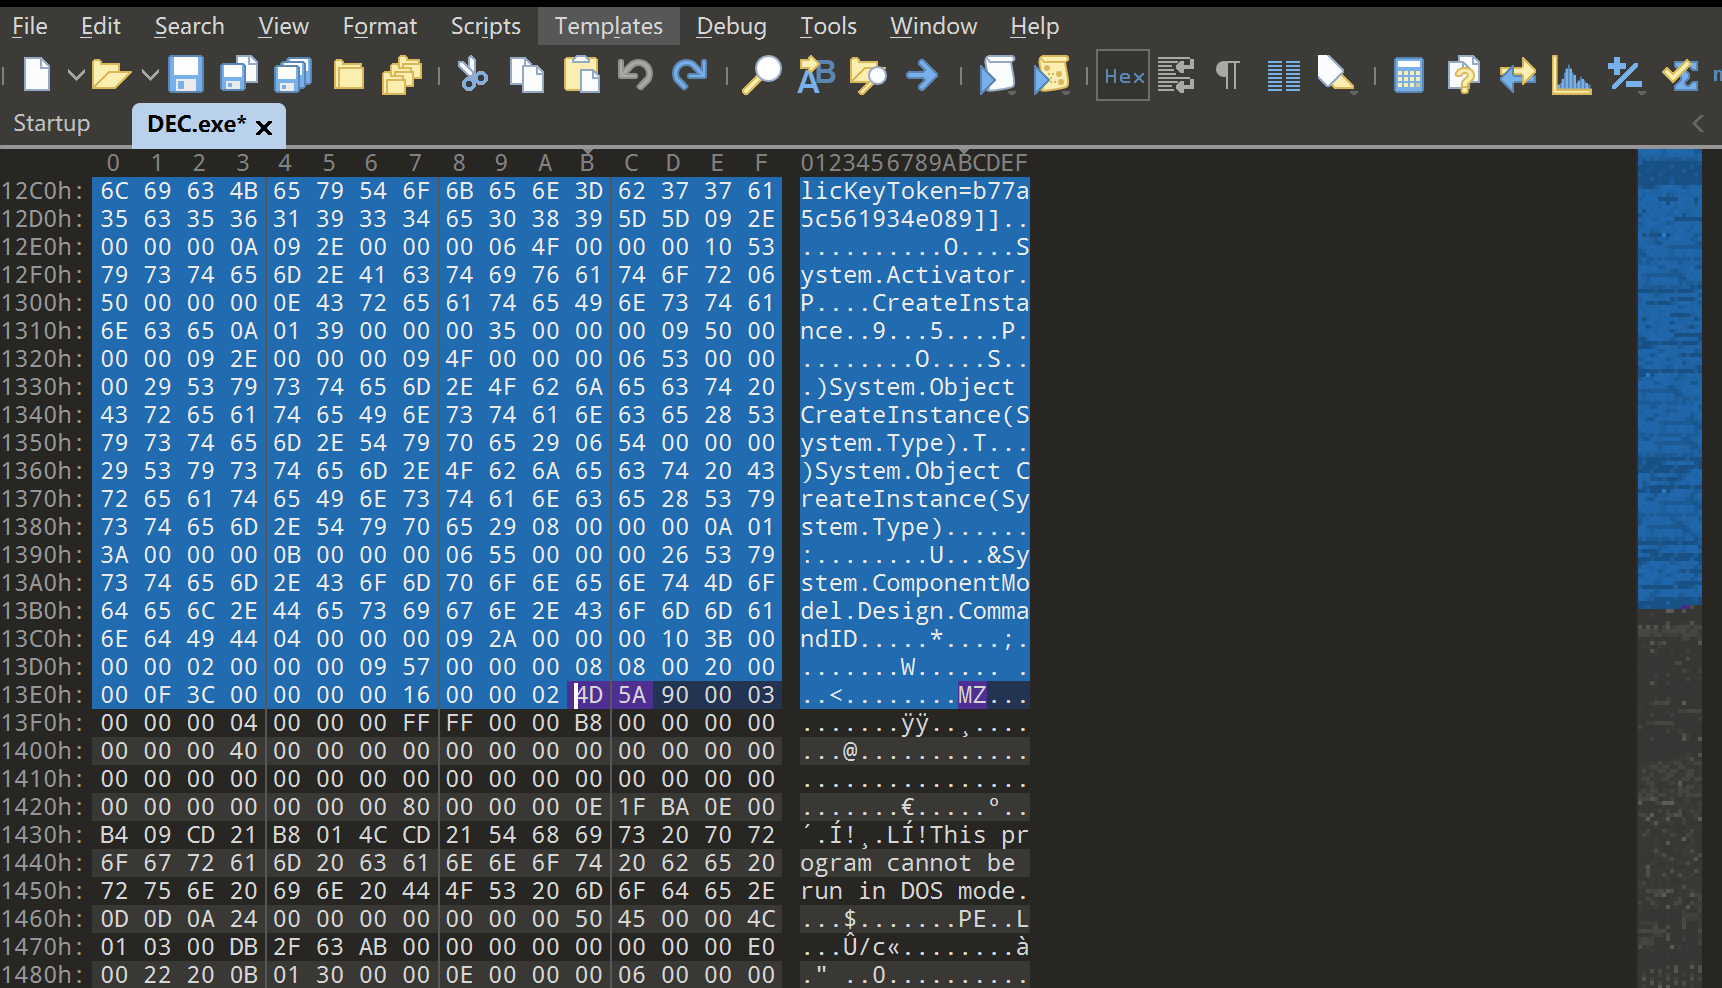 File Edit Search View Format Scripts Templates Debug Tools Window Help
Hex
Startup DEC.exe*
0 1 2 3 4 5 6 7 8 9 A B C D E F 0123456789ABCDEF
12C0h: 6C 69 63 4B 65 79 54 6F 6B 65 6E 3D 62 37 37 61 licKeyToken=b77a
12D0h: 35 63 35 36 31 39 33 34 65 30 38 39 5D 5D 09 2E 5c561934e089]]..
12E0h: 00 00 00 0A 09 2E 00 00 00 06 4F 00 00 00 10 53 ..........O....S
12F0h: 79 73 74 65 6D 2E 41 63 74 69 76 61 74 6F 72 06 ystem.Activator.
1300h: 50 00 00 00 0E 43 72 65 61 74 65 49 6E 73 74 61 P....CreateInsta
1310h: 6E 63 65 0A 01 39 00 00 00 35 00 00 00 09 50 00 nce..9...5....P.
1320h: 00 00 09 2E 00 00 00 09 4F 00 00 00 06 53 00 00 ........O....S..
1330h: 00 29 53 79 73 74 65 6D 2E 4F 62 6A 65 63 74 20 .)System.Object
1340h: 43 72 65 61 74 65 49 6E 73 74 61 6E 63 65 28 53 CreateInstance(S
1350h: 79 73 74 65 6D 2E 54 79 70 65 29 06 54 00 00 00 ystem.Type).T...
1360h: 29 53 79 73 74 65 6D 2E 4F 62 6A 65 63 74 20 43 )System.Object C
1370h: 72 65 61 74 65 49 6E 73 74 61 6E 63 65 28 53 79 reateInstance(Sy
1380h: 73 74 65 6D 2E 54 79 70 65 29 08 00 00 00 0A 01 stem.Type)......
1390h: 3A 00 00 00 0B 00 00 00 06 55 00 00 00 26 53 79 :........U...&Sy
13A0h: 73 74 65 6D 2E 43 6F 6D 70 6F 6E 65 6E 74 4D 6F stem.ComponentMo
13B0h: 64 65 6C 2E 44 65 73 69 67 6E 2E 43 6F 6D 6D 61 del.Design.Comma
13C0h: 6E 64 49 44 04 00 00 00 09 2A 00 00 00 10 3B 00 ndID.....*....;.
13D0h: 00 00 02 00 00 00 09 57 00 00 00 08 08 00 20 00 .......W...... .
13E0h: 00 0F 3C 00 00 00 00 16 00 00 02 4D 5A 90 00 03 ..<........MZ...
13F0h: 00 00 00 04 00 00 00 FF FF 00 00 B8 00 00 00 00 .......ÿÿ..¸....
1400h: 00 00 00 40 00 00 00 00 00 00 00 00 00 00 00 00 ...@............
1410h: 00 00 00 00 00 00 00 00 00 00 00 00 00 00 00 00 ................
1420h: 00 00 00 00 00 00 00 80 00 00 00 0E 1F BA 0E 00 .......€.....º..
1430h: B4 09 CD 21 B8 01 4C CD 21 54 68 69 73 20 70 72 ´.Í!¸.LÍ!This pr
1440h: 6F 67 72 61 6D 20 63 61 6E 6E 6F 74 20 62 65 20 ogram cannot be
1450h: 72 75 6E 20 69 6E 20 44 4F 53 20 6D 6F 64 65 2E run in DOS mode.
1460h: 0D 0D 0A 24 00 00 00 00 00 00 00 50 45 00 00 4C ...$.......PE..L
1470h: 01 03 00 DB 2F 63 AB 00 00 00 00 00 00 00 00 E0 ...Û/c«........à
1480h: 00 22 20 0B 01 30 00 00 0E 00 00 00 06 00 00 00 ." ..0..........